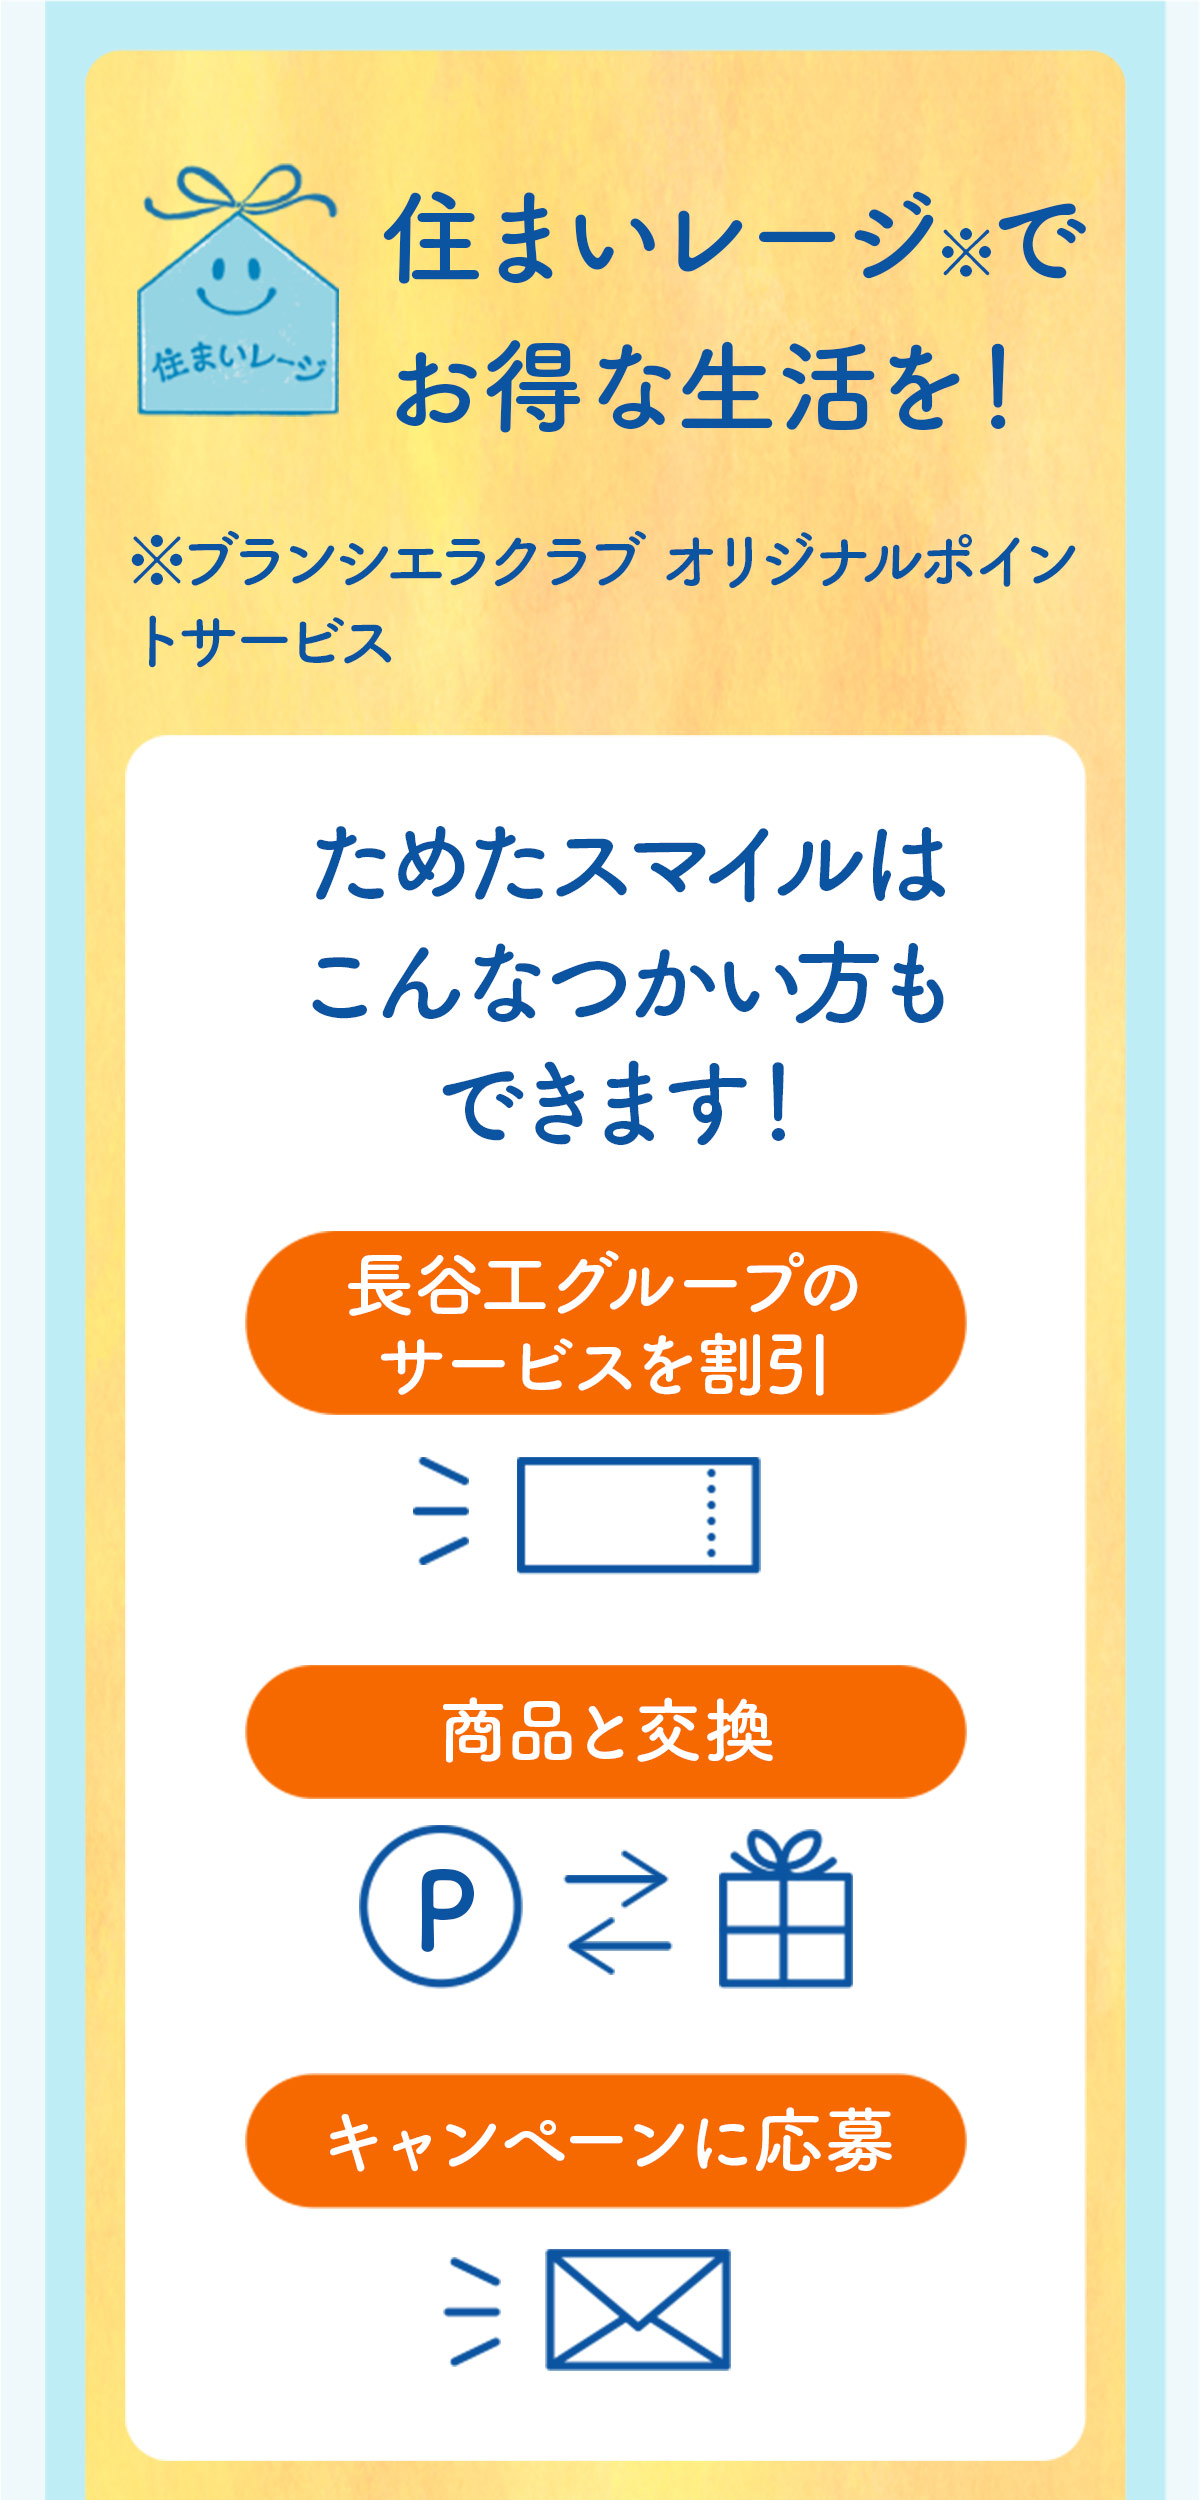 住まいレージ
住まいレージ※で
お得な生活を!
※ブランシエラクラブ オリジナルポイン
トサービス
ためたスマイルは
こんなつかい方も
できます!
長谷工グループの
サービスを割引
商品と交換
P
キャンペーンに応募